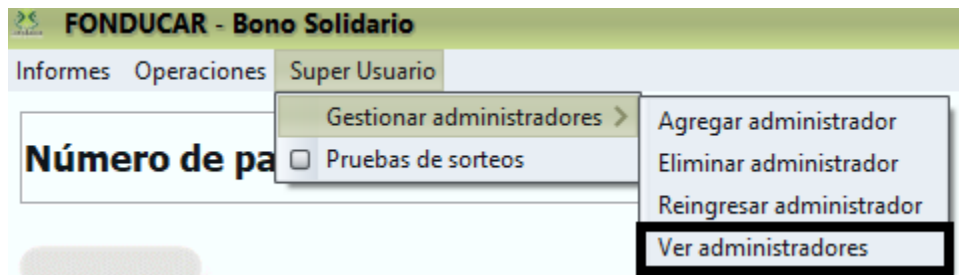 FONDUCAR - Bono Solidario
Informes Operaciones Super Usuario
Gestionar administradores
Agregar administrador
Número de pa
Pruebas de sorteos
Eliminar administrador
Reingresar administrador
Ver administradores